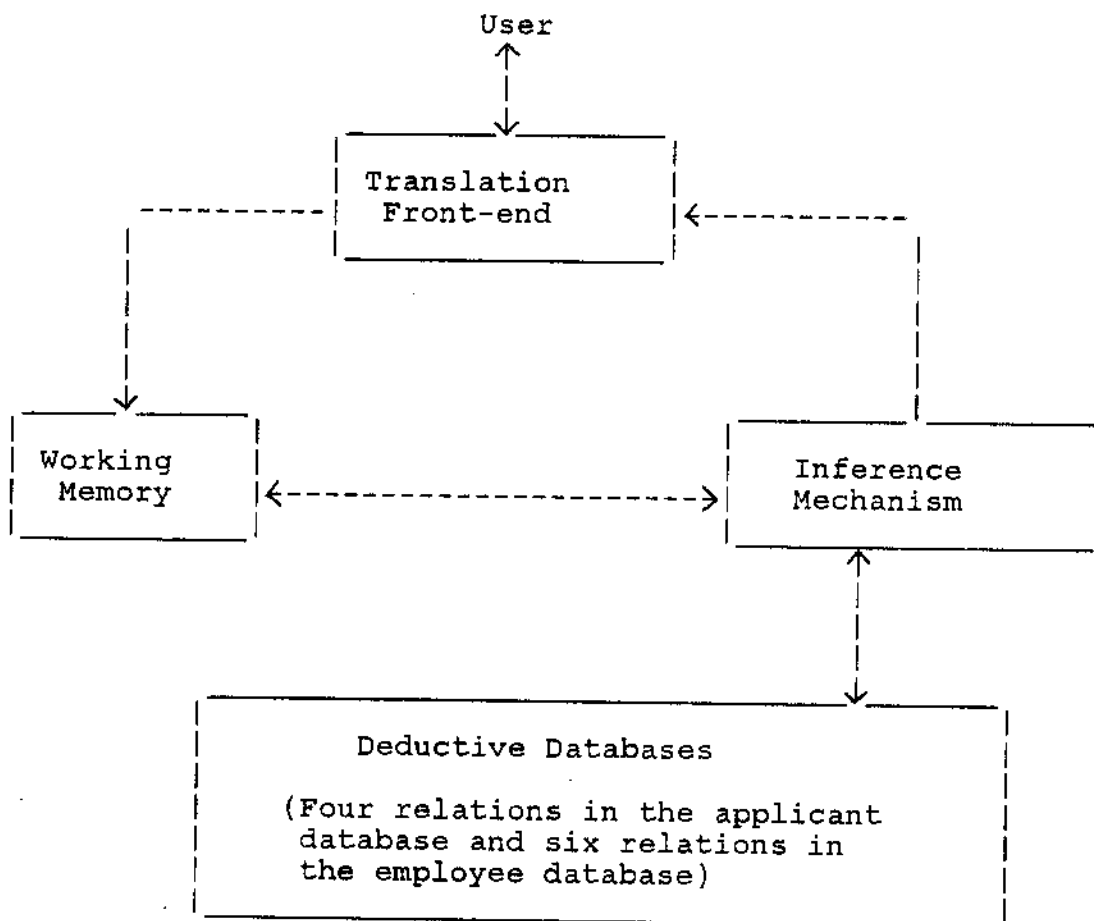 User
Translation
Front-end
Working
Memory
Inference
Mechanism
Deductive Databases
(Four relations in the applicant
database and six relations in
the employee database)